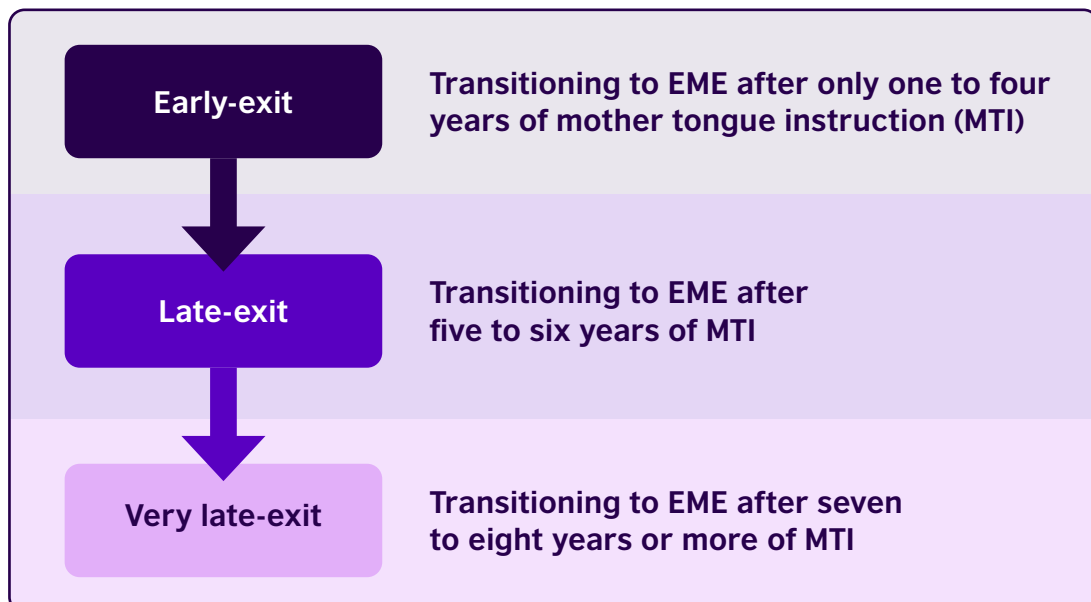 Early-exit
Transitioning to EME after only one to four
years of mother tongue instruction (MTI)
Late-exit
Transitioning to EME after
five to six years of MTI
Very late-exit
Transitioning to EME after seven
to eight years or more of MTI